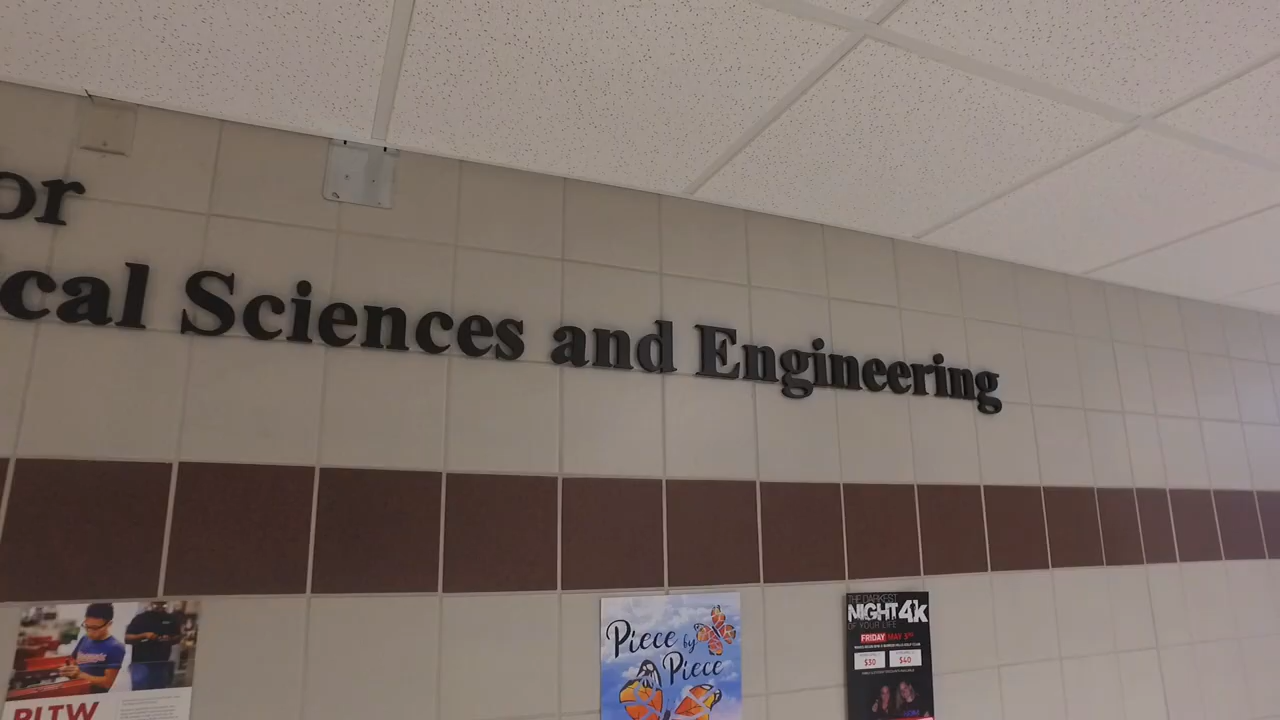 or
cal Sciences and Engineering
PLTW
Piece by
Piece
THE DARKEST
NIGHT 4k
OF YOUR LIFE
FRIDAY MAY 3RD
$30 $40